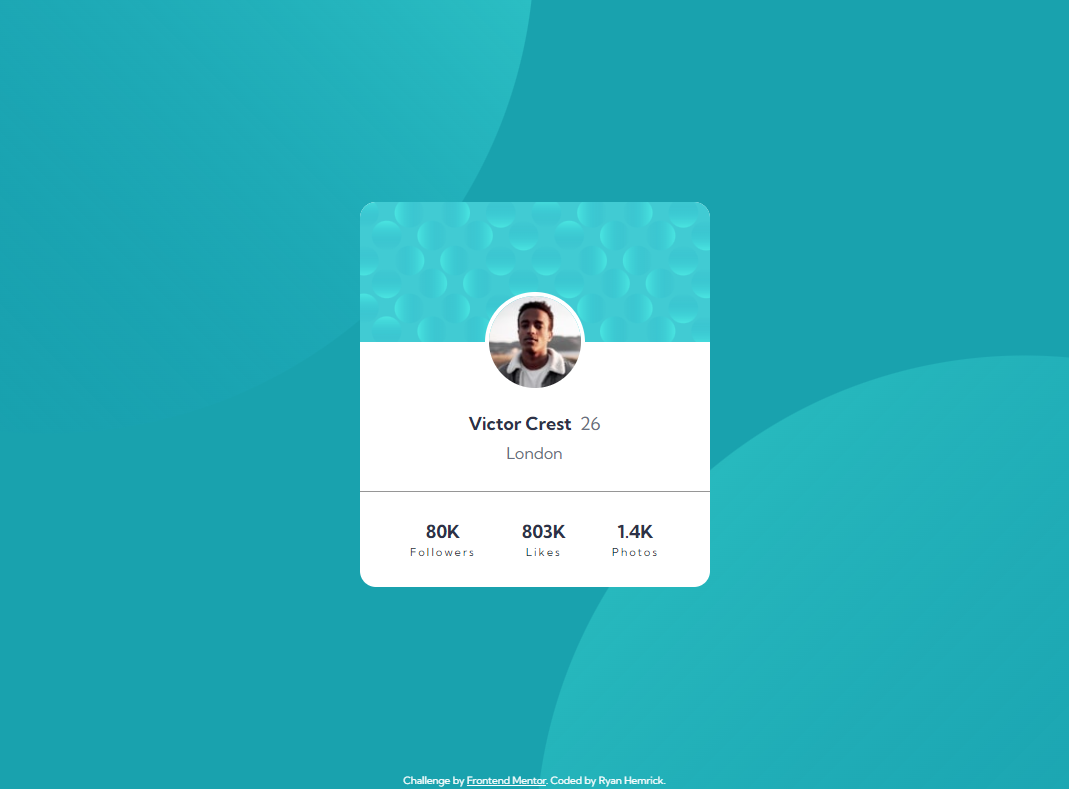 Victor Crest 26
London
80K 803K 1.4K
Followers Likes Photos
Challenge by Frontend Mentor. Coded by Ryan Hemrick.